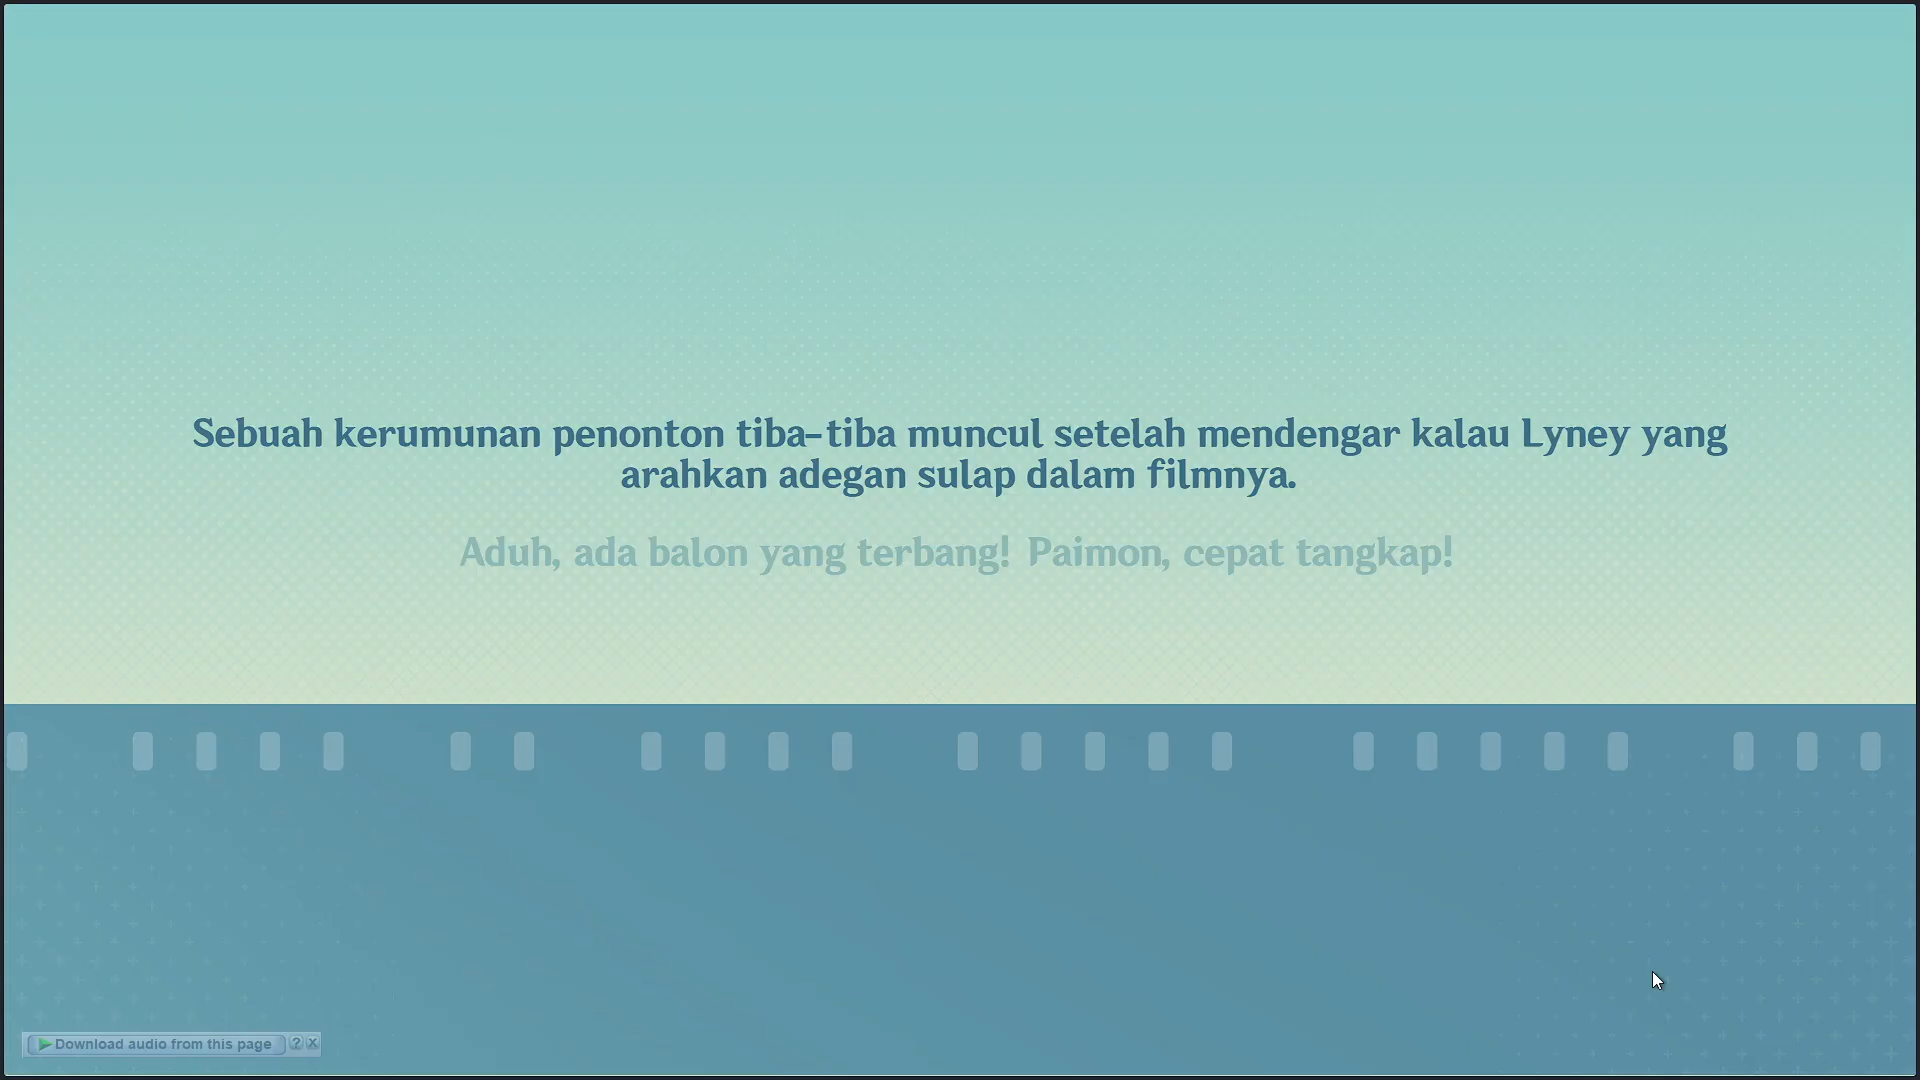 Sebuah kerumunan penonton tiba-tiba muncul setelah mendengar kalau Lyney yang
arahkan adegan sulap dalam filmnya.
Aduh, ada balon yang terbang! Paimon, cepat tangkap!
Download audio from this page ? X